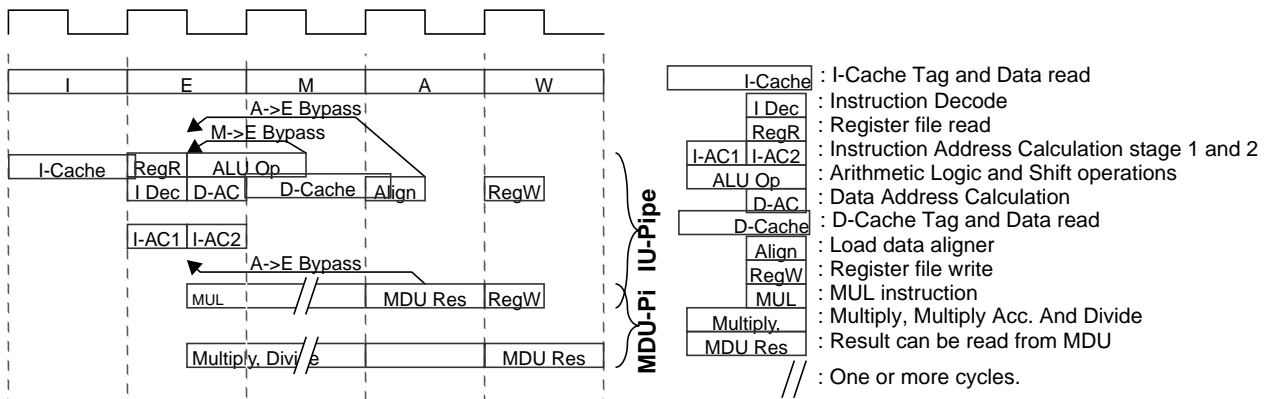 I E M A W
A->E Bypass
M->E Bypass
I-Cache RegR ALU Op
I Dec D-AC D-Cache Align RegW
I-AC1 I-AC2
A->E Bypass
MUL MDU Res RegW
Multiply, Divide MDU Res
IU-Pipe
MDU-Pi
I-Cache : I-Cache Tag and Data read
I Dec : Instruction Decode
RegR : Register file read
I-AC1 I-AC2 : Instruction Address Calculation stage 1 and 2
ALU Op : Arithmetic Logic and Shift operations
D-AC : Data Address Calculation
D-Cache : D-Cache Tag and Data read
Align : Load data aligner
RegW : Register file write
MUL : MUL instruction
Multiply, : Multiply, Multiply Acc. And Divide
MDU Res : Result can be read from MDU
: One or more cycles.